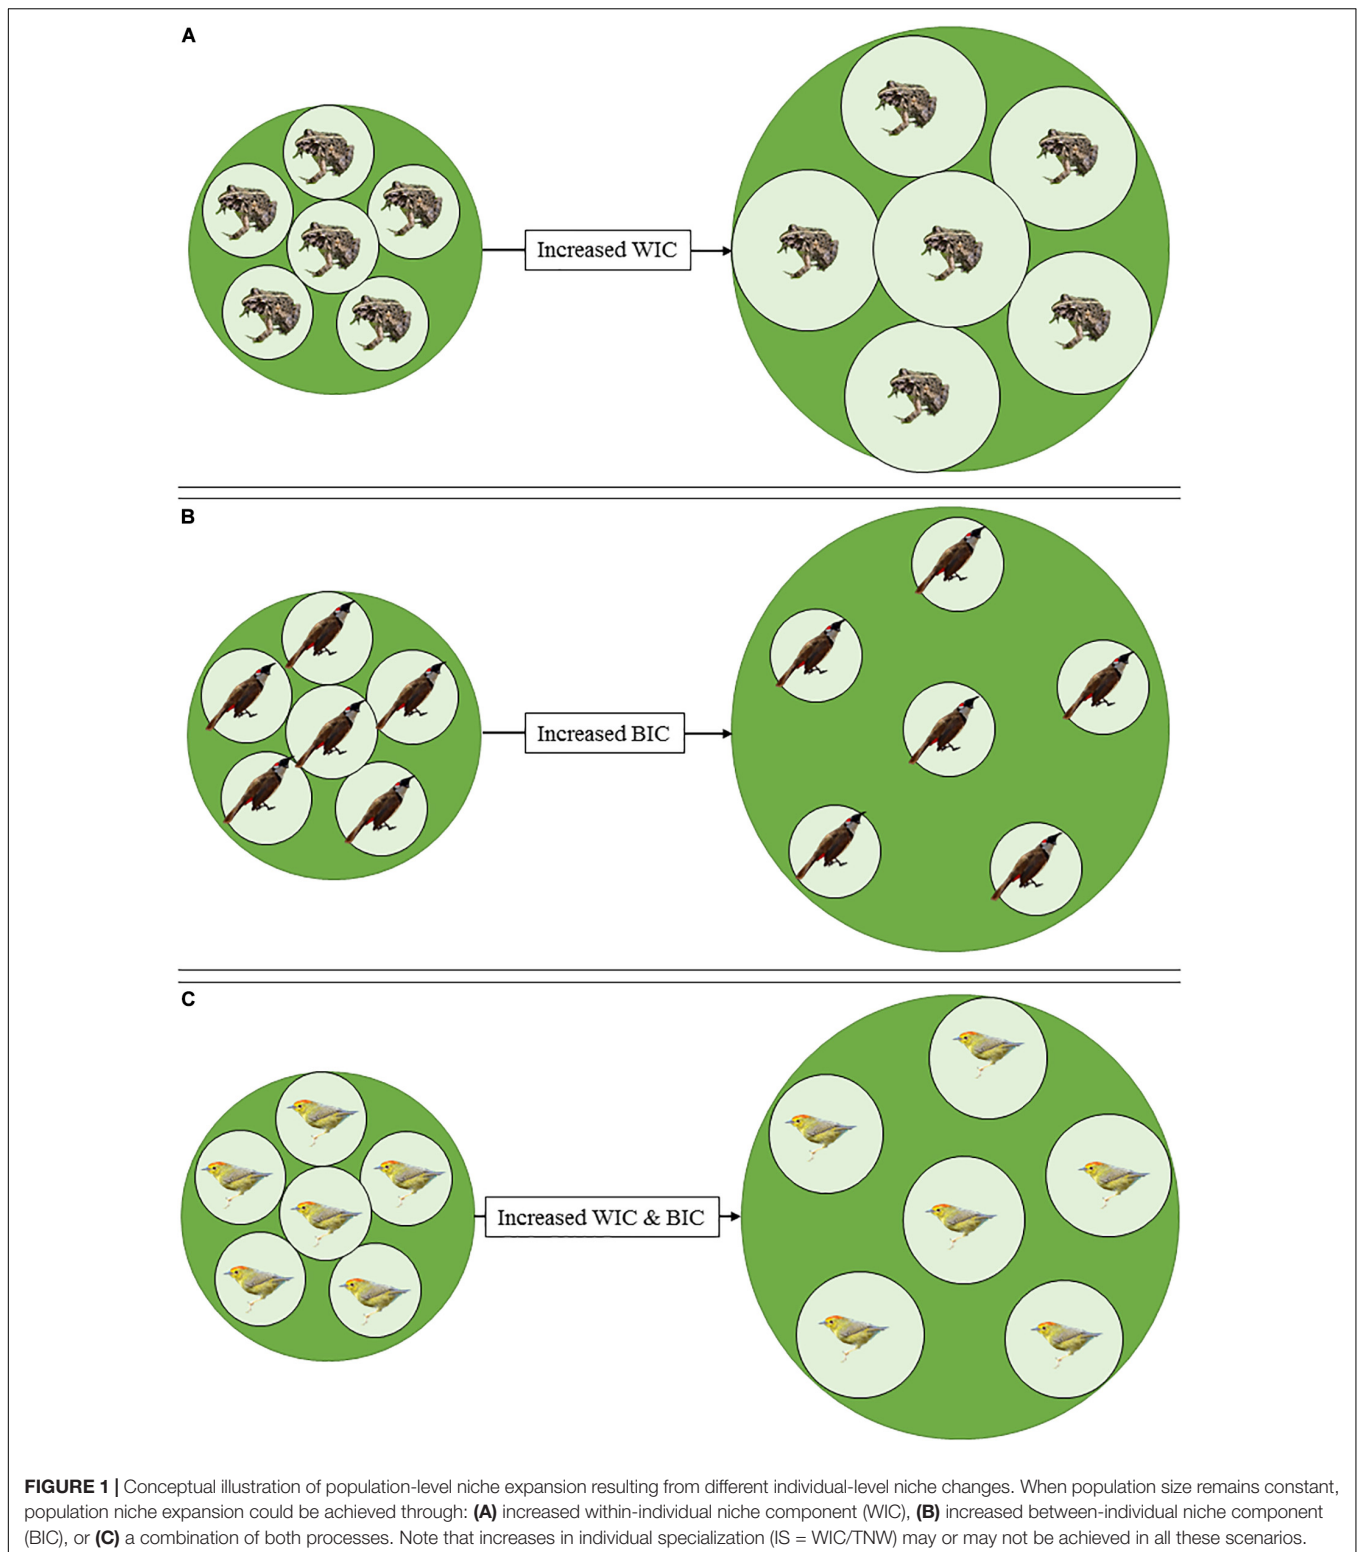 A
Increased WIC
B
Increased BIC
C
Increased WIC & BIC
FIGURE 1 | Conceptual illustration of population-level niche expansion resulting from different individual-level niche changes. When population size remains constant,
population niche expansion could be achieved through: (A) increased within-individual niche component (WIC), (B) increased between-individual niche component
(BIC), or (C) a combination of both processes. Note that increases in individual specialization (IS = WIC/TNW) may or may not be achieved in all these scenarios.